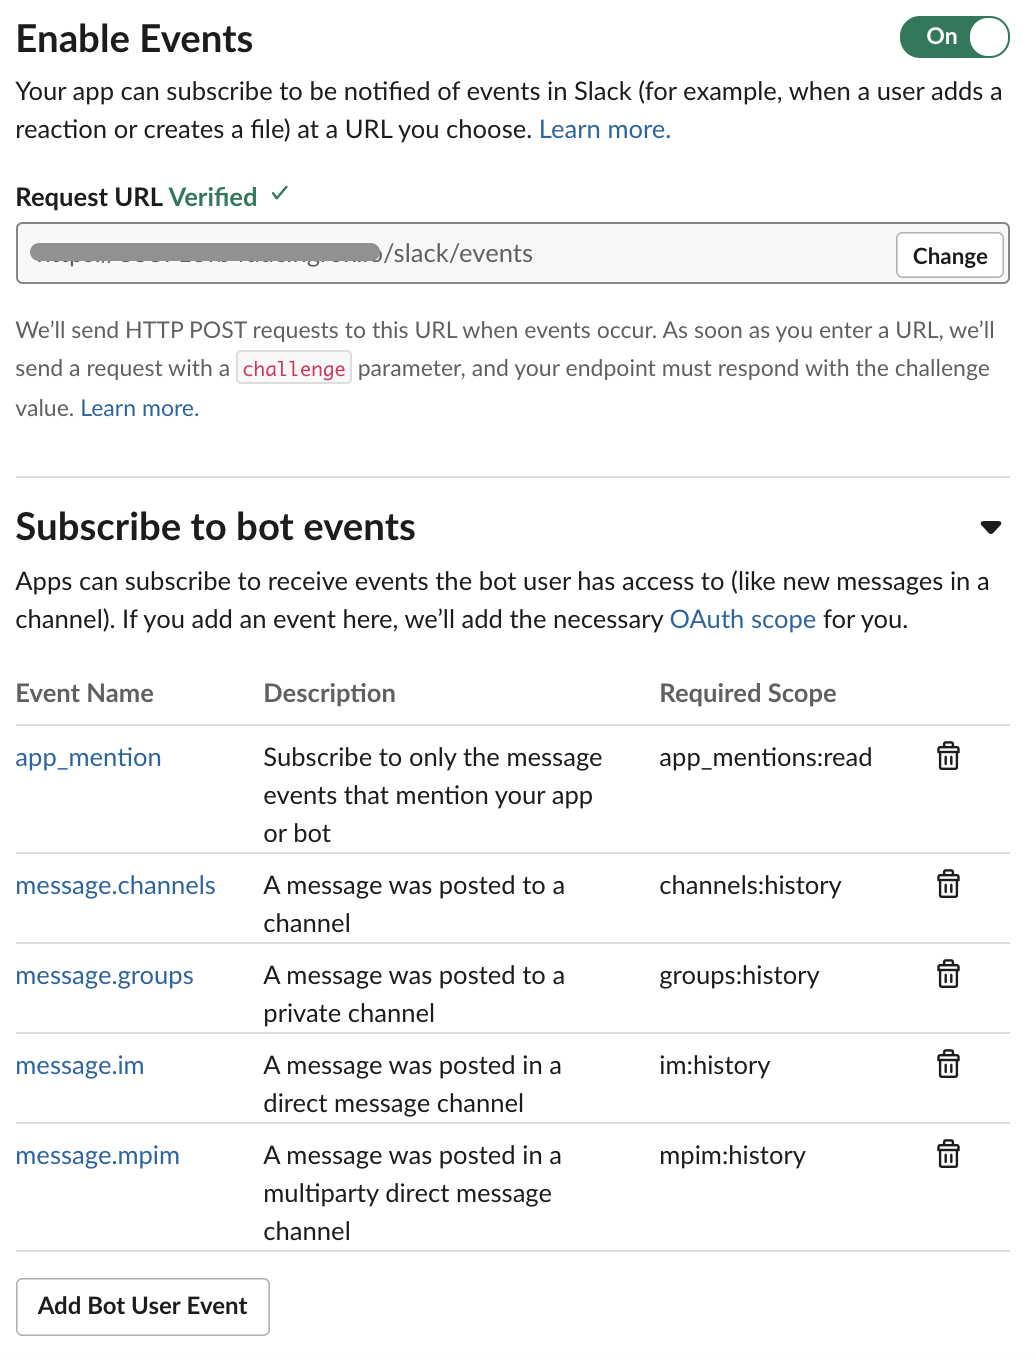 Enable Events
On
Your app can subscribe to be notified of events in Slack (for example, when a user adds a
reaction or creates a file) at a URL you choose. Learn more.
Request URL Verified ✓
/slack/events
Change
We'll send HTTP POST requests to this URL when events occur. As soon as you enter a URL, we'll
send a request with a challenge parameter, and your endpoint must respond with the challenge
value. Learn more.
Subscribe to bot events
Apps can subscribe to receive events the bot user has access to (like new messages in a
channel). If you add an event here, we'll add the necessary OAuth scope for you.
Event Name Description Required Scope
app_mention Subscribe to only the message app_mentions:read
events that mention your app
or bot
message.channels A message was posted to a channels:history
channel
message.groups A message was posted to a groups:history
private channel
message.im A message was posted in a im:history
direct message channel
message.mpim A message was posted in a mpim:history
multiparty direct message
channel
Add Bot User Event